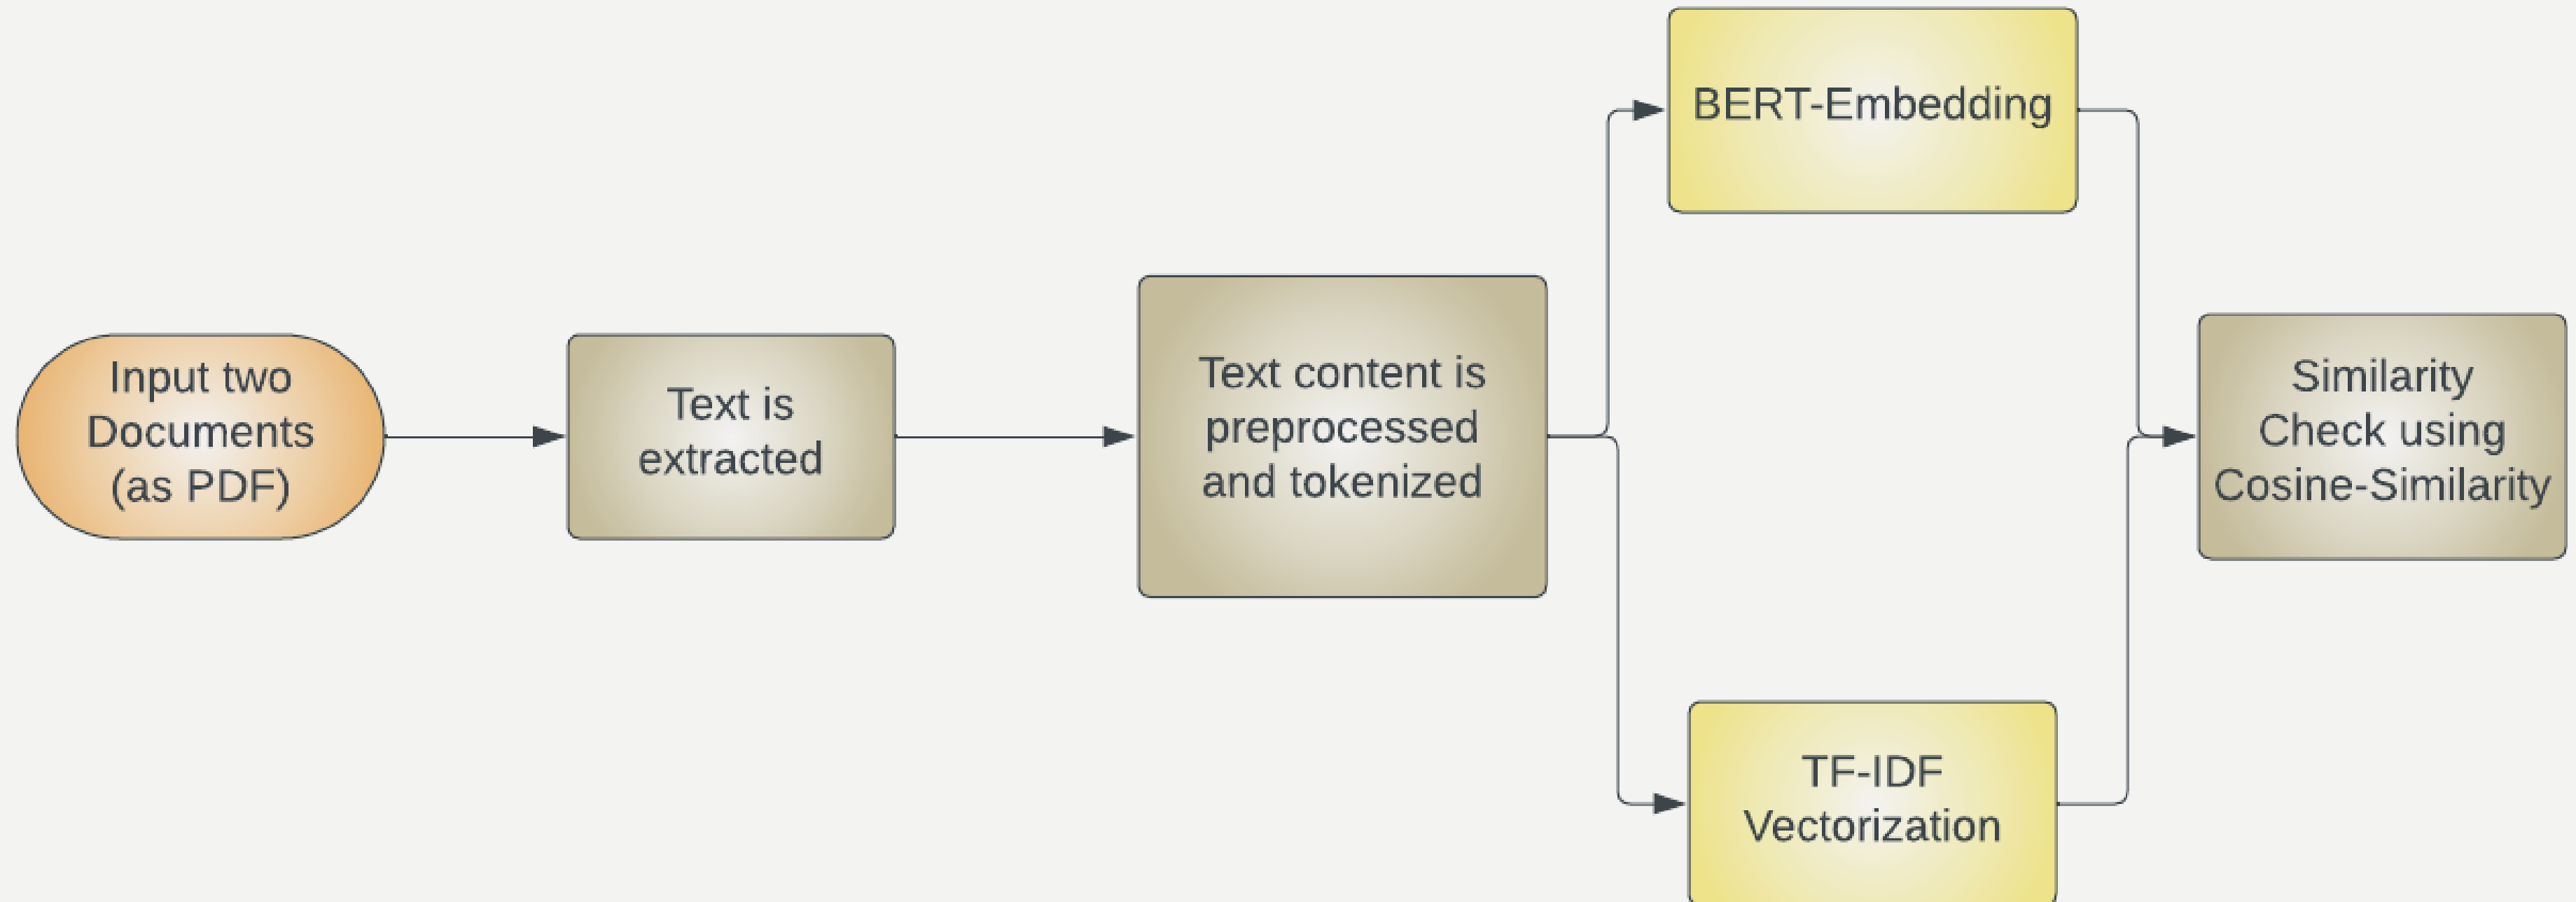 Input two
Documents
(as PDF)
Text is
extracted
Text content is
preprocessed
and tokenized
BERT-Embedding
TF-IDF
Vectorization
Similarity
Check using
Cosine-Similarity